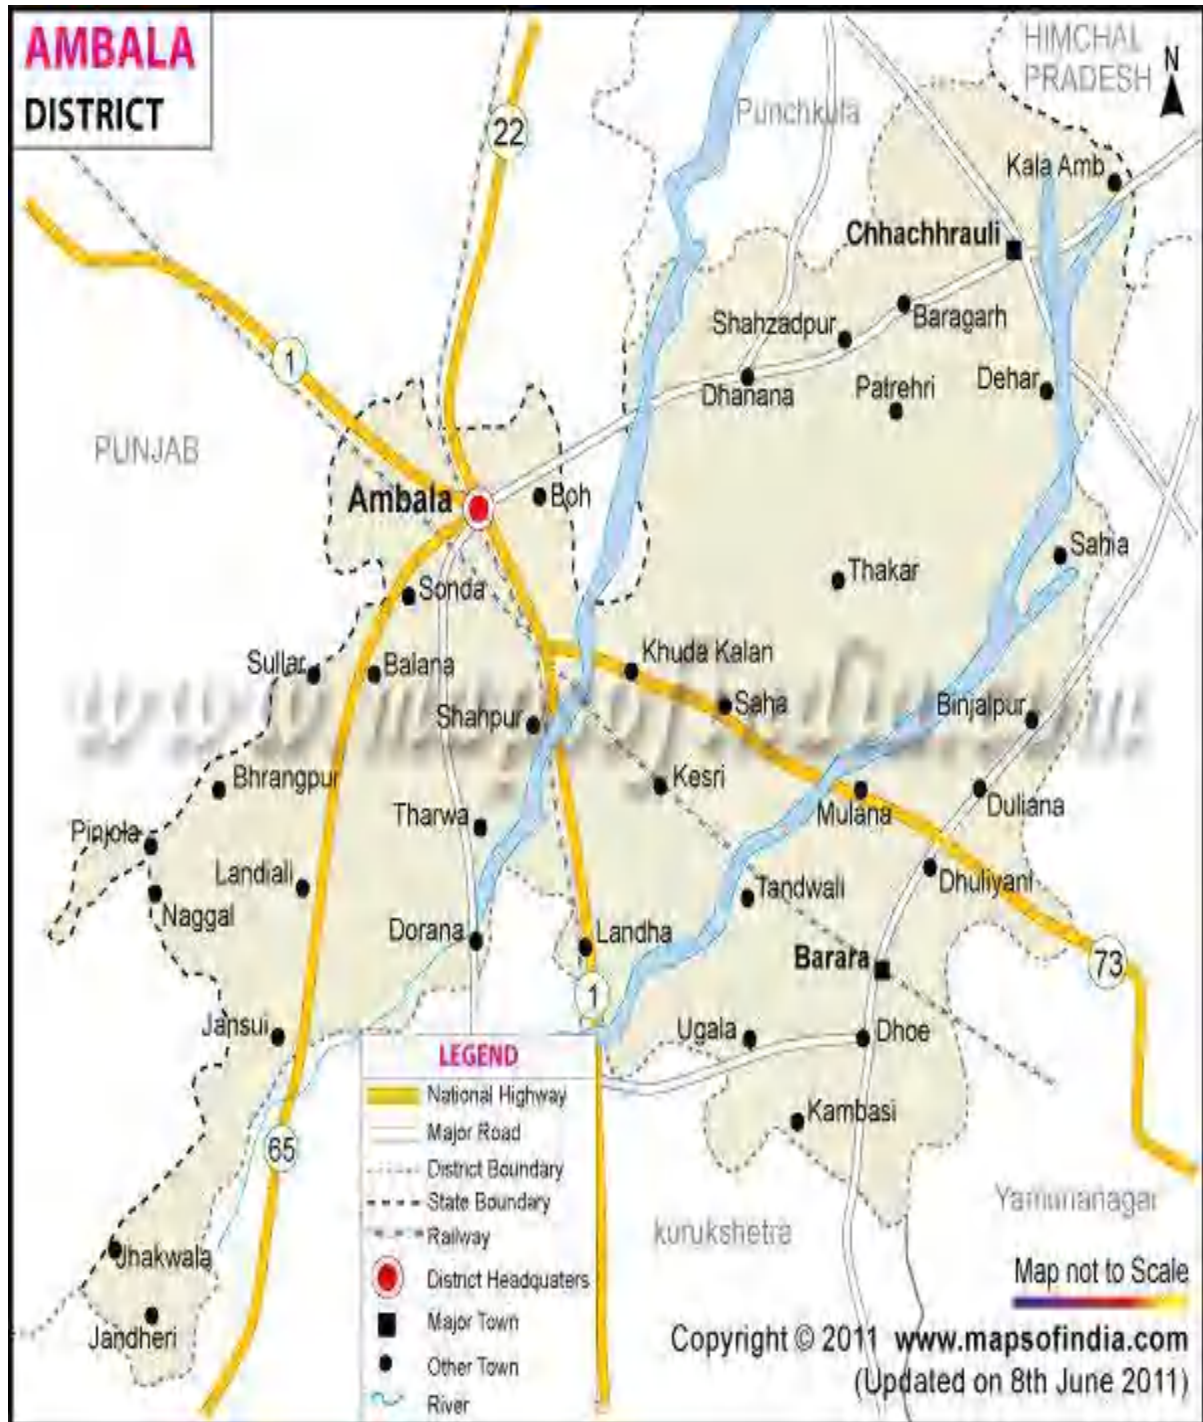 AMBALA
DISTRICT
HIMCHAL
PRADESH
N
Punchkula
22
Kala Amb
Chhachhrauli
Baragarh
Shahzadpur
1
Dhanana
Patrehri
Dehar
PUNJAB
Ambala
Boh
Sahia
Thakar
Sonda
Khuda Kalan
Sullar
Balana
Saha
Binjalpur
Shahpur
Kesri
Bhrangpur
Mulana
Duliana
Tharwa
Pinjola
Landiali
Tandwali
Dhuliyani
Naggal
Dorana
Landha
Barara
73
1
Jansui
Ugala
Dhoe
Kambasi
65
LEGEND
National Highway
Major Road
District Boundary
State Boundary
Railway
District Headquaters
Major Town
Other Town
River
Yamunanagar
kurukshetra
Jhakwala
Jandheri
Map not to Scale
Copyright © 2011 www.mapsofindia.com
(Updated on 8th June 2011)